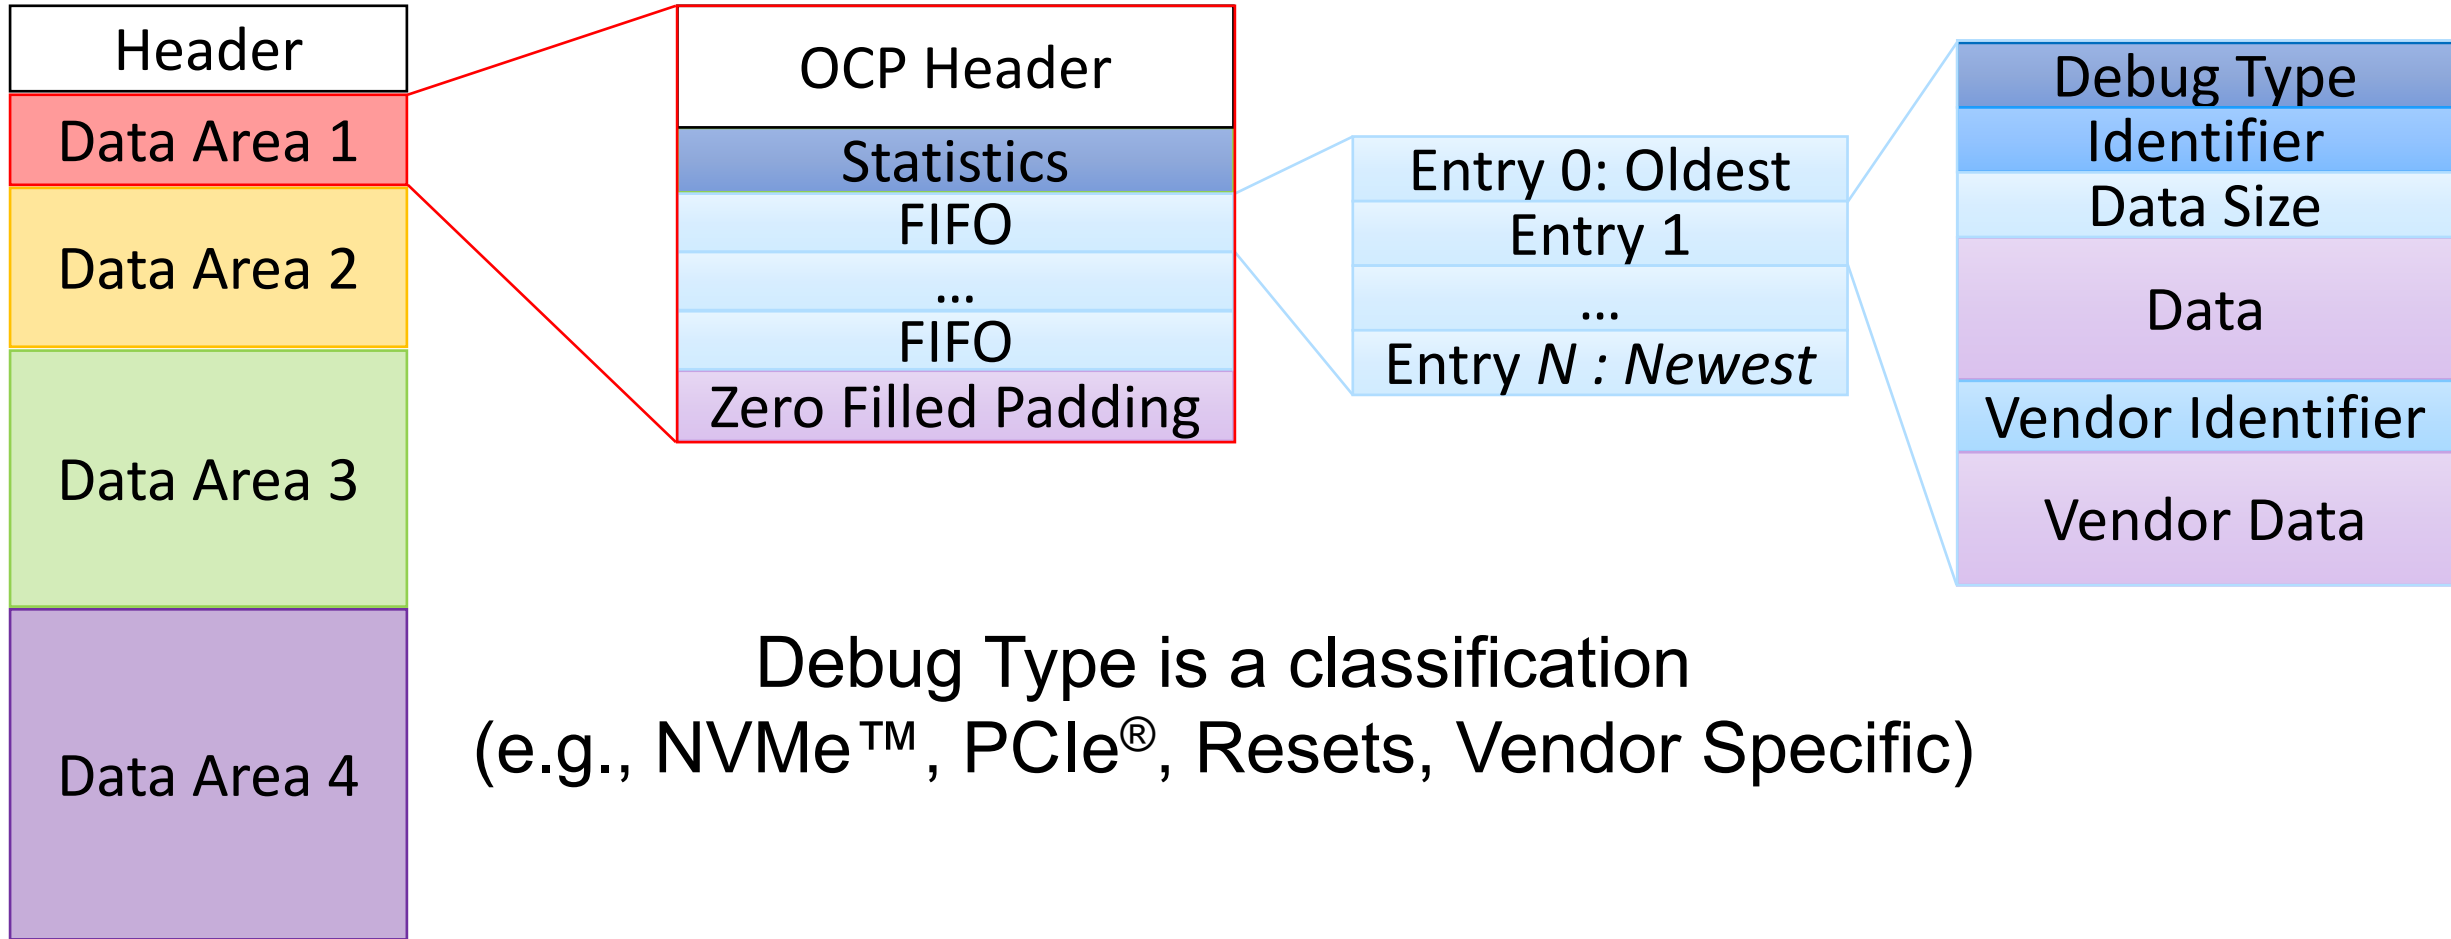 Header
Data Area 1
Data Area 2
Data Area 3
Data Area 4
OCP Header
Statistics
FIFO
...
FIFO
Zero Filled Padding
Entry 0: Oldest
Entry 1
...
Entry N : Newest
Debug Type
Identifier
Data Size
Data
Vendor Identifier
Vendor Data
Debug Type is a classification
(e.g., NVMe™, PCIe®, Resets, Vendor Specific)